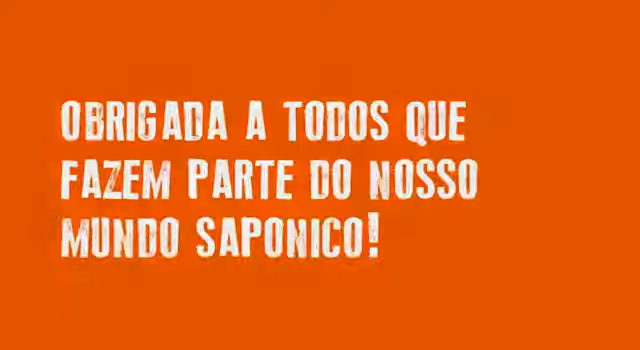 OBRIGADA A TODOS QUE
FAZEM PARTE DO NOSSO
MUNDO SAPONICO!